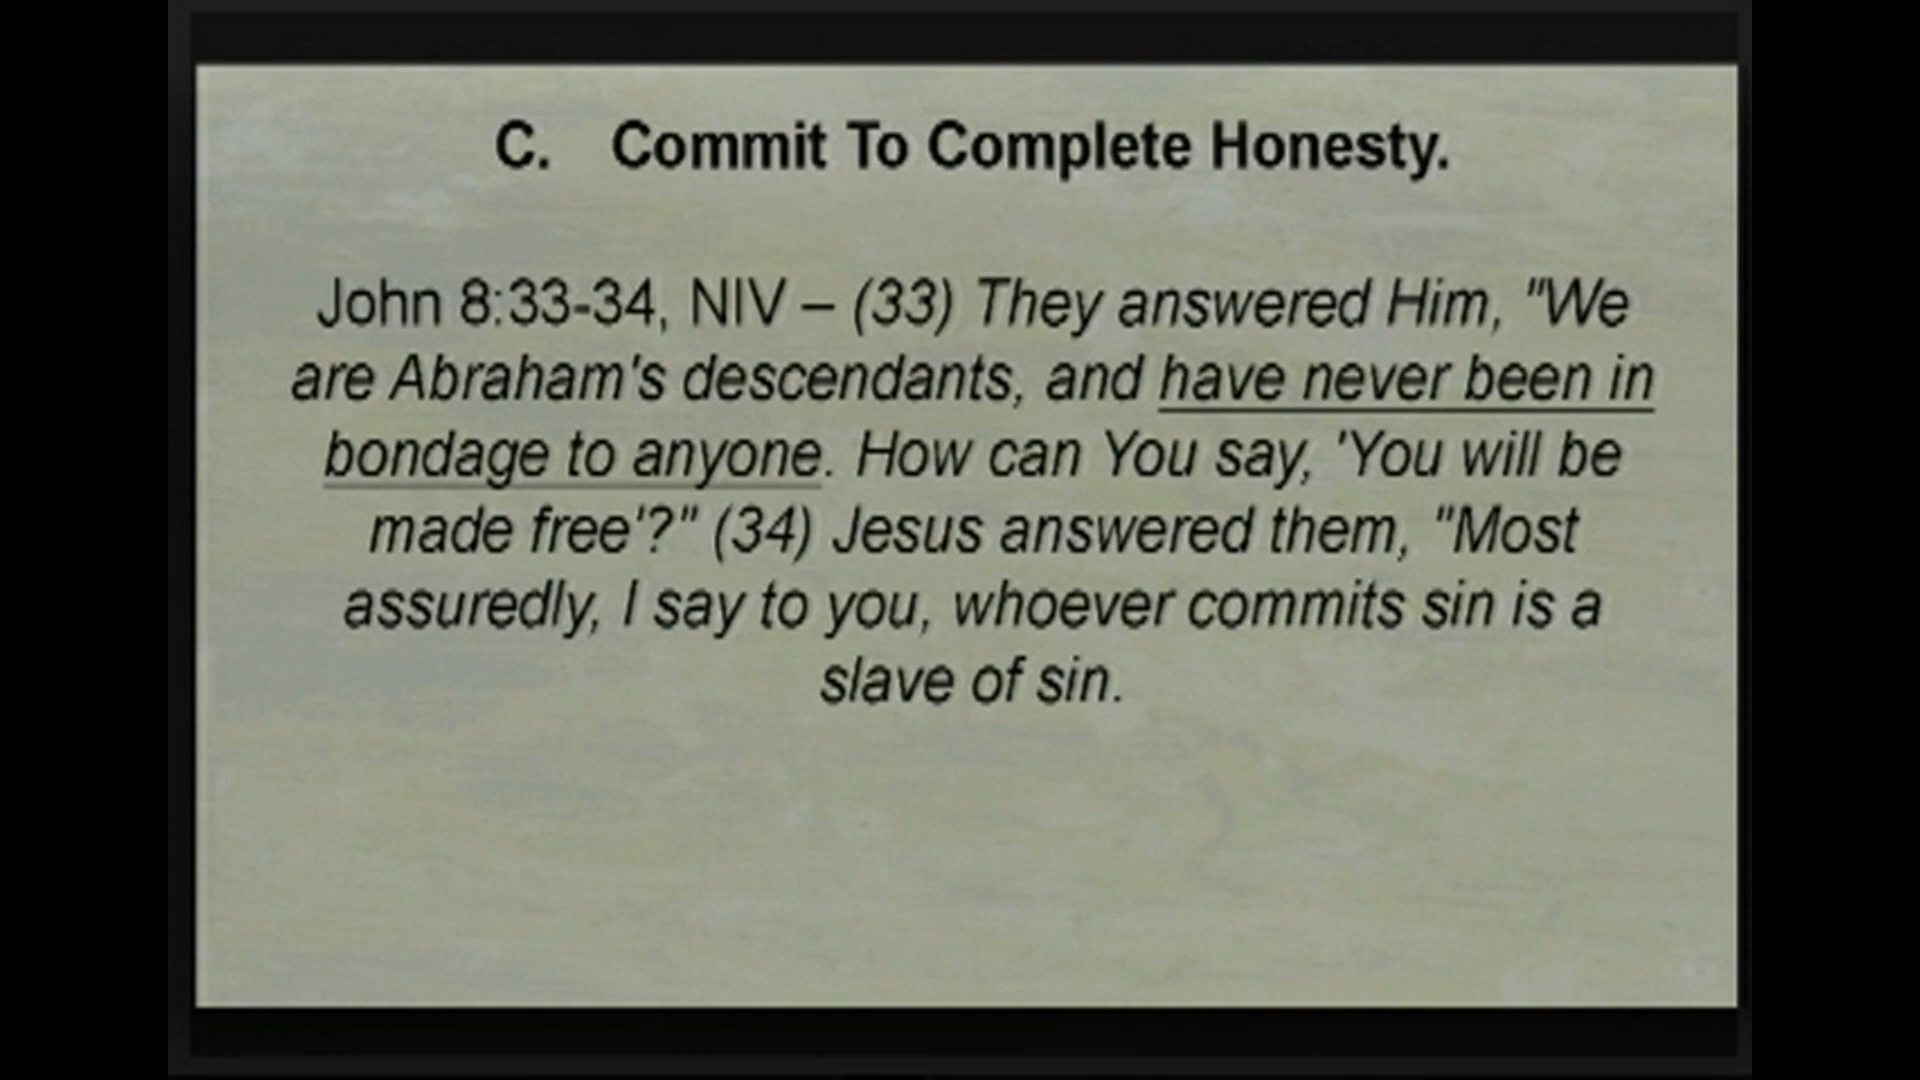 C. Commit To Complete Honesty.
John 8:33-34, NIV – (33) They answered Him, "We
are Abraham's descendants, and have never been in
bondage to anyone. How can You say, 'You will be
made free'?" (34) Jesus answered them, "Most
assuredly, I say to you, whoever commits sin is a
slave of sin.